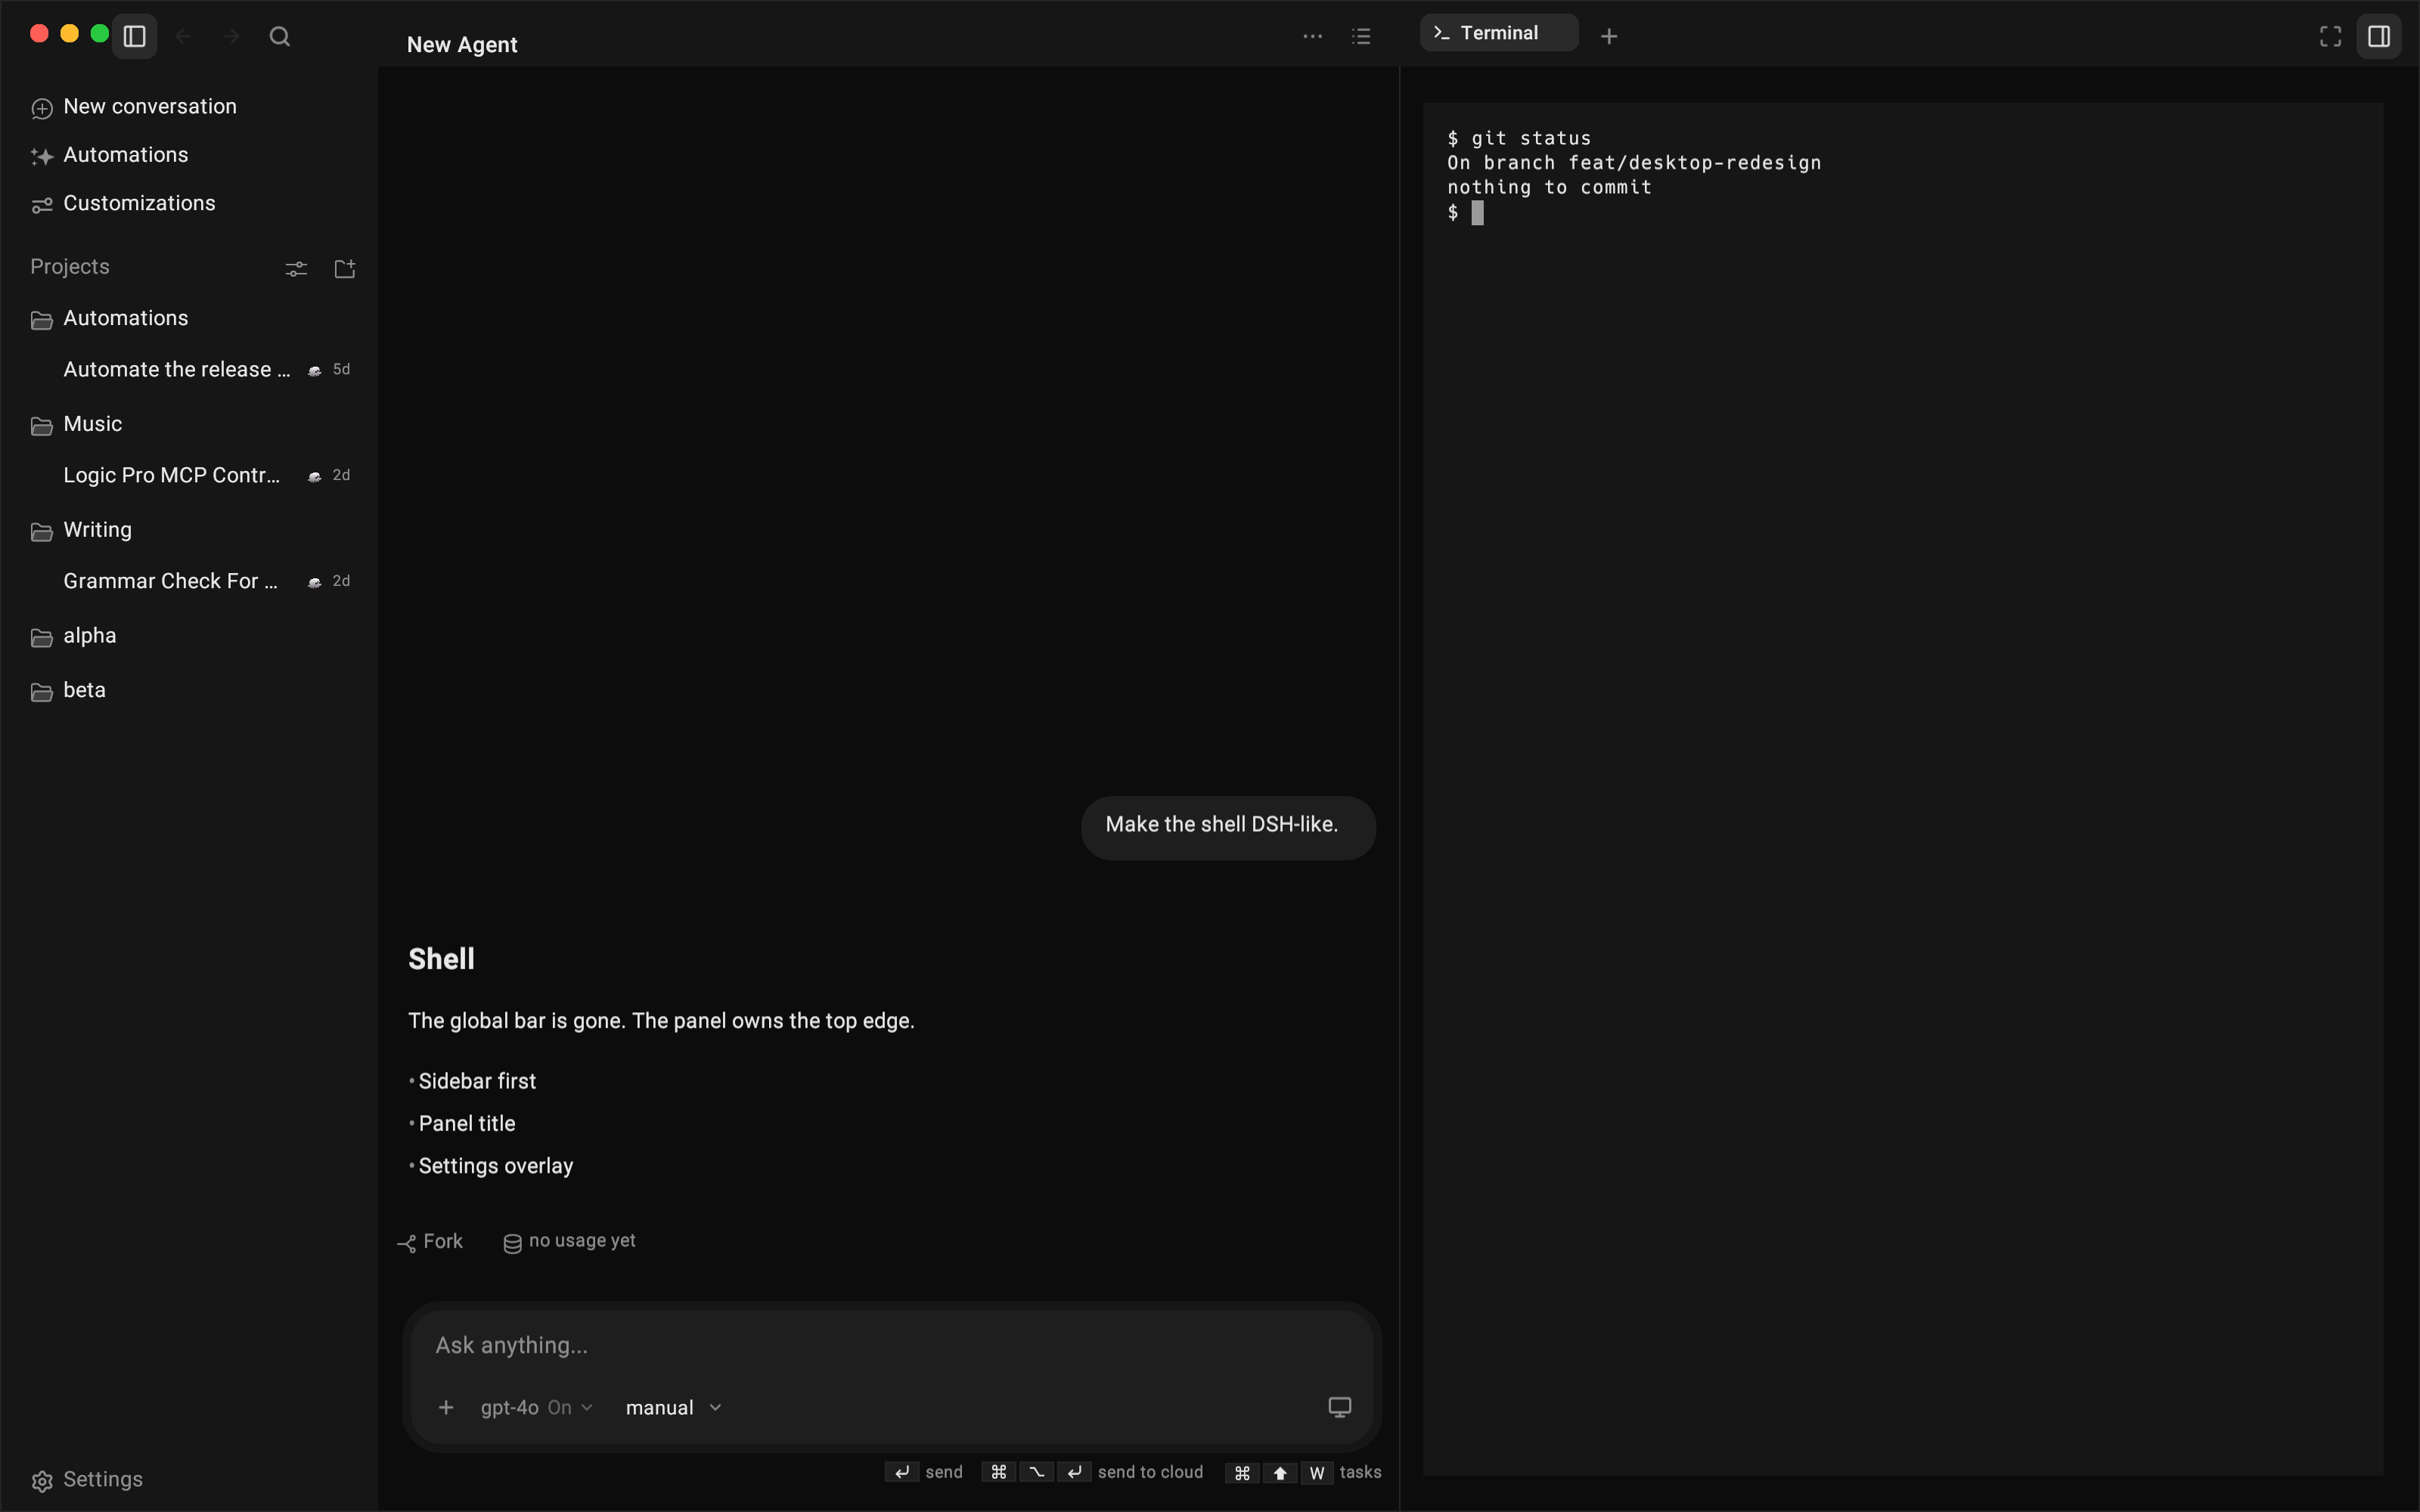 New Agent
Terminal
New conversation
Automations
Customizations
Projects
Automations
Automate the release ... 5d
Music
Logic Pro MCP Contr... 2d
Writing
Grammar Check For ... 2d
alpha
beta
Settings
Make the shell DSH-like.
Shell
The global bar is gone. The panel owns the top edge.
• Sidebar first
• Panel title
• Settings overlay
Fork no usage yet
Ask anything...
gpt-4o On manual
send ⌘ ⌥ send to cloud ⌘ W tasks
$ git status
On branch feat/desktop-redesign
nothing to commit
$